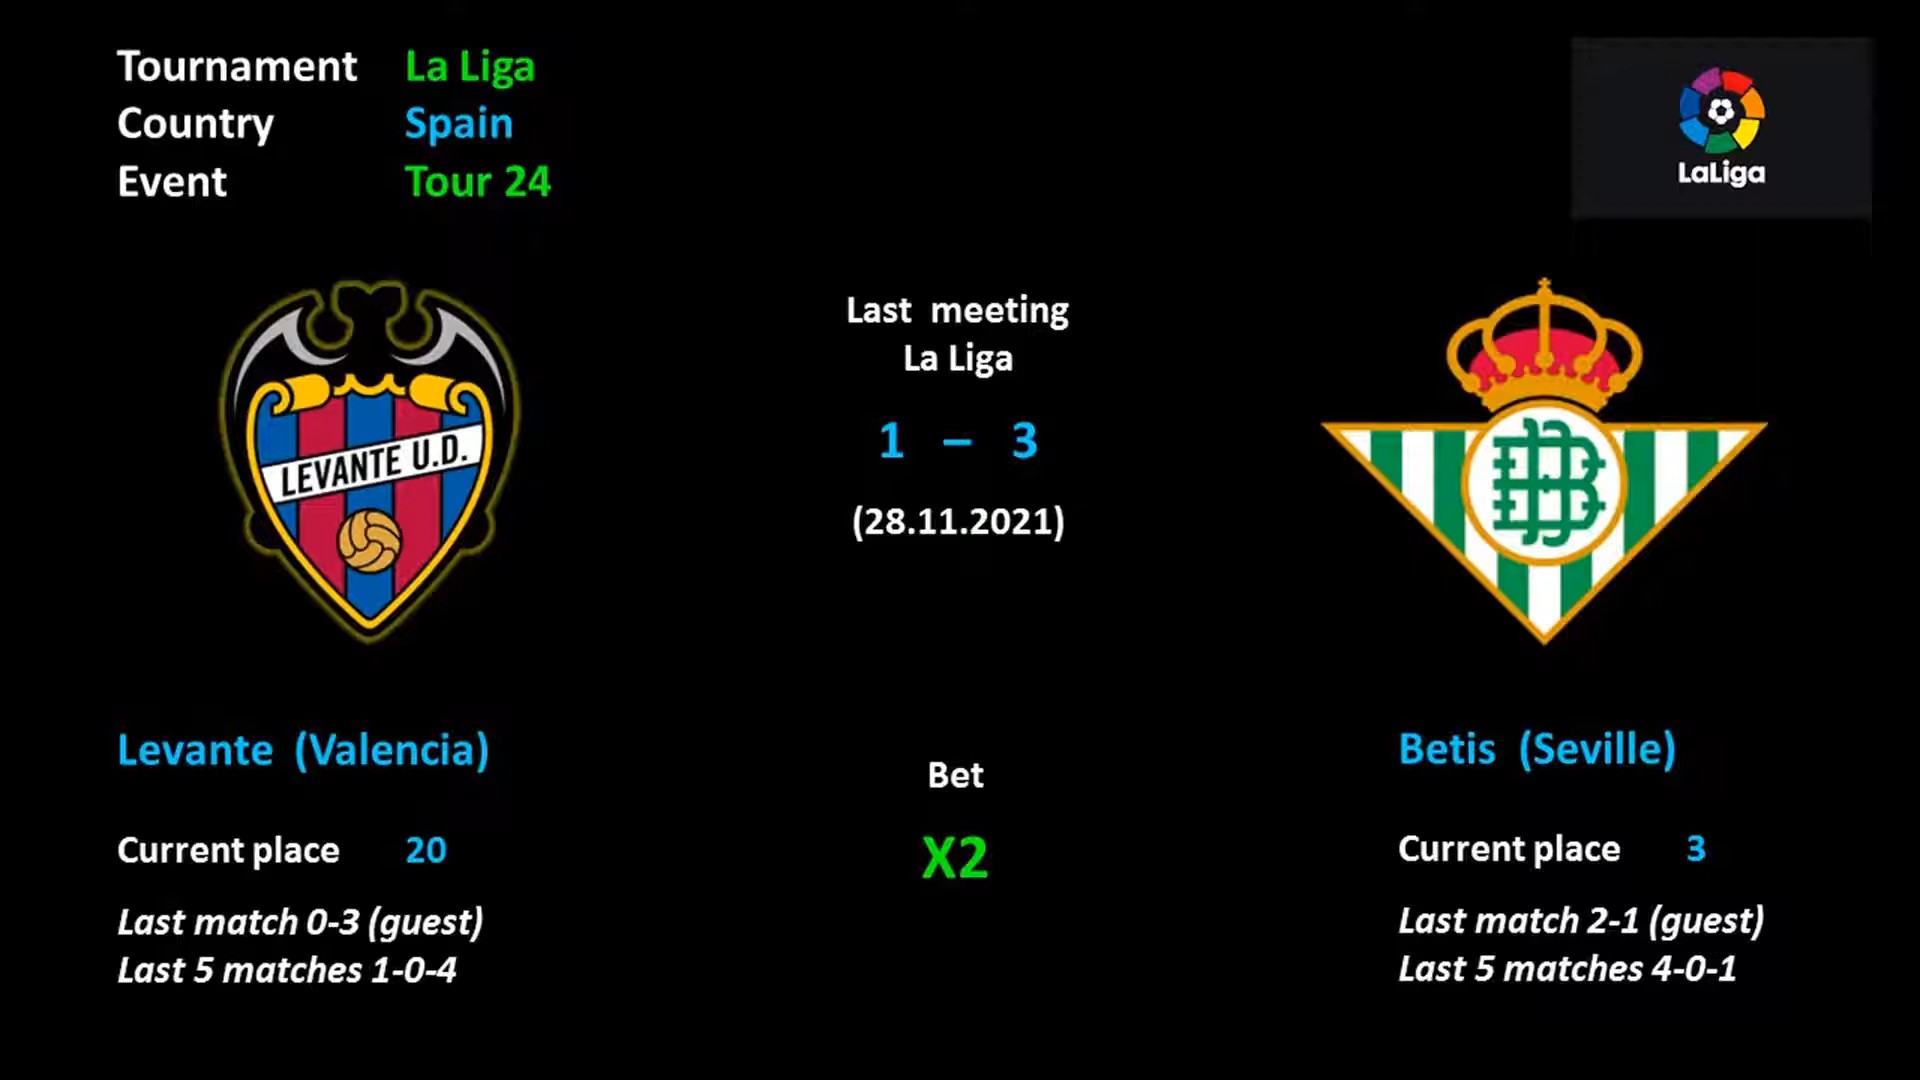 Tournament La Liga
Country Spain
Event Tour 24
LaLiga
Last meeting
La Liga
1 – 3
(28.11.2021)
LEVANTE U.D.
Levante (Valencia)
Current place 20
Last match 0-3 (guest)
Last 5 matches 1-0-4
Bet
X2
Betis (Seville)
Current place 3
Last match 2-1 (guest)
Last 5 matches 4-0-1